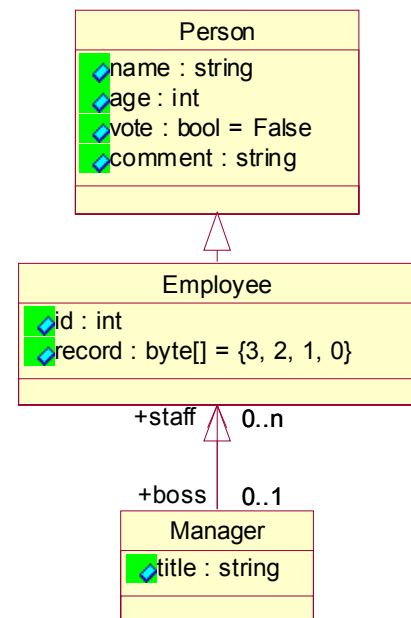 Person
name : string
age : int
vote : bool = False
comment : string
Employee
id : int
record : byte[] = {3, 2, 1, 0}
+staff 0..n
+boss 0..1
Manager
title : string